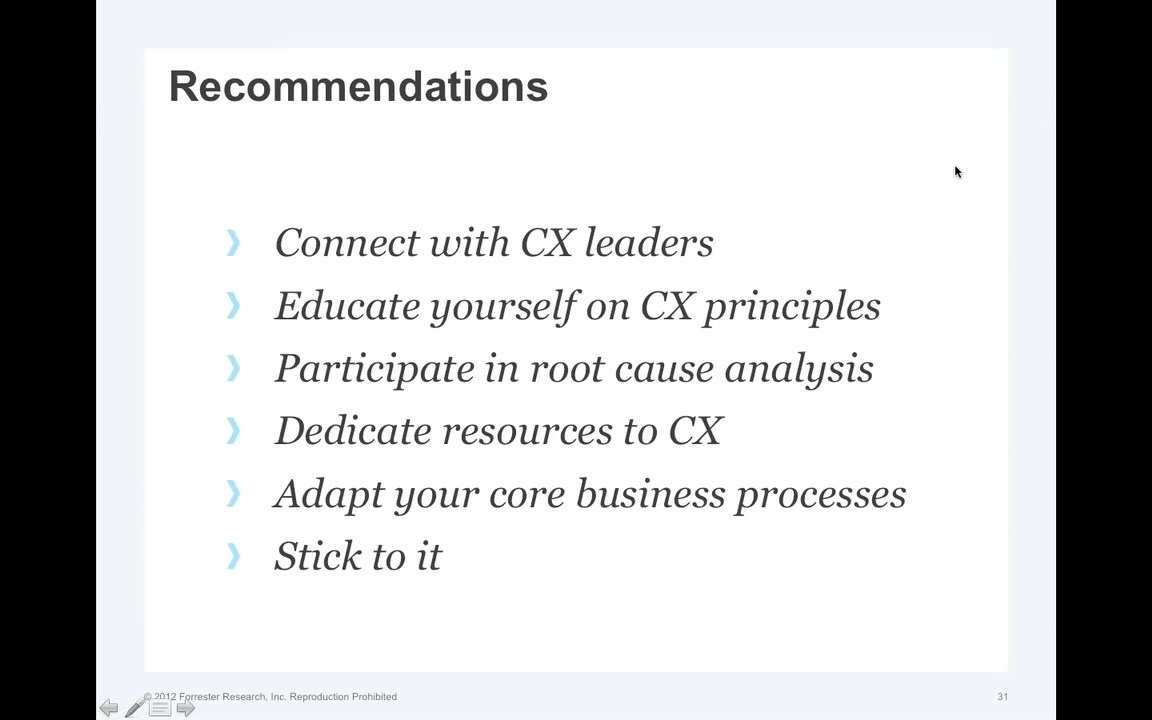 Recommendations
Connect with CX leaders
Educate yourself on CX principles
Participate in root cause analysis
Dedicate resources to CX
Adapt your core business processes
Stick to it
© 2012 Forrester Research, Inc. Reproduction Prohibited
31